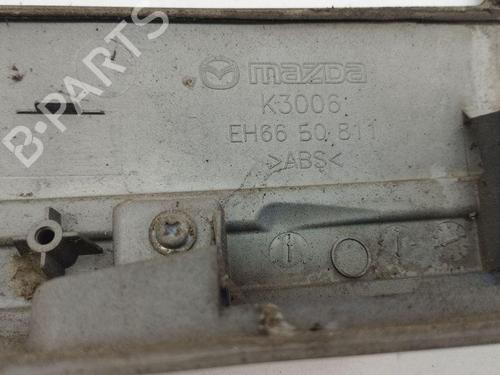 mazda
K3006
EH66 50 811
>ABS<
B-PARTS